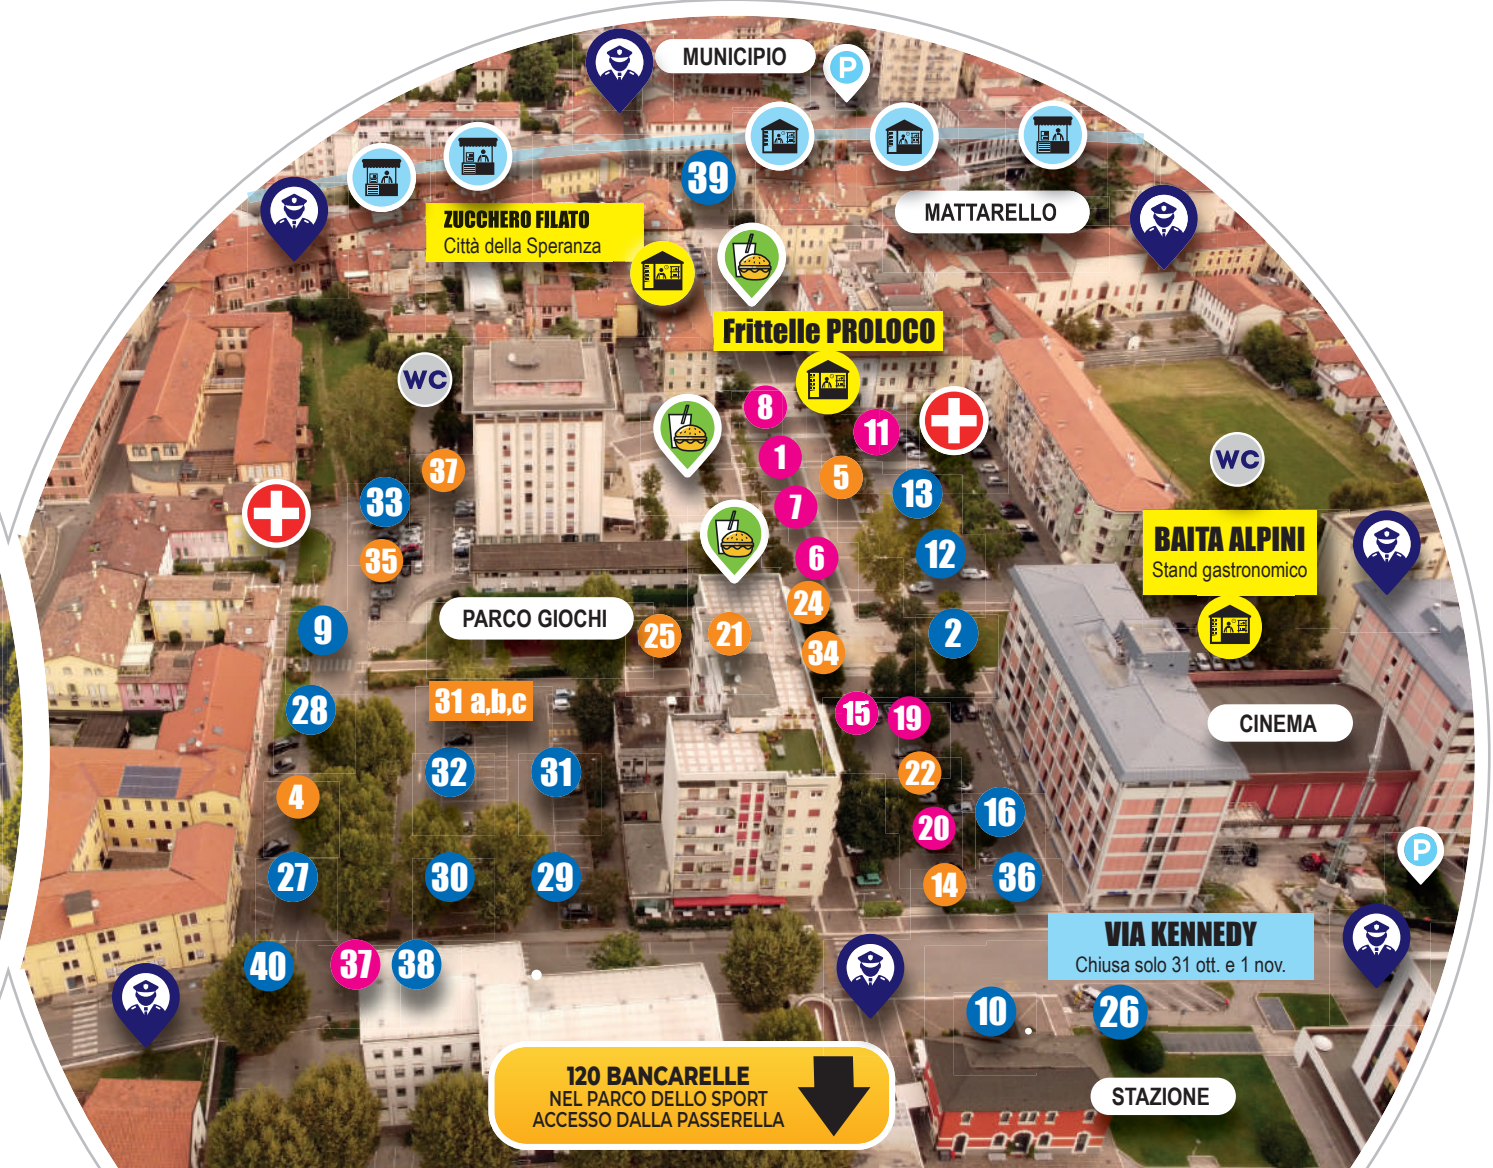 MUNICIPIO
P
39
ZUCCHERO FILATO
Città della Speranza
MATTARELLO
Frittelle PROLOCO
WC
8
11
37
1
5
WC
33
13
7
35
6
12
BAITA ALPINI
Stand gastronomico
24
9
PARCO GIOCHI
25
21
34
2
28
31 a,b,c
15
19
CINEMA
32
31
22
4
16
20
P
27
30
29
14
36
40
37
38
VIA KENNEDY
Chiusa solo 31 ott. e 1 nov.
10
26
120 BANCARELLE
NEL PARCO DELLO SPORT
ACCESSO DALLA PASSERELLA
STAZIONE